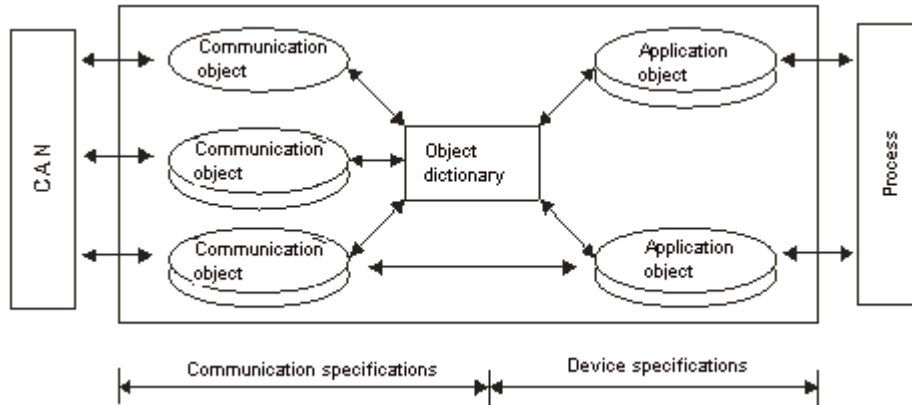 Communication
object
Application
object
CAN
Communication
object
Object
dictionary
Process
Communication
object
Application
object
Communication specifications
Device specifications